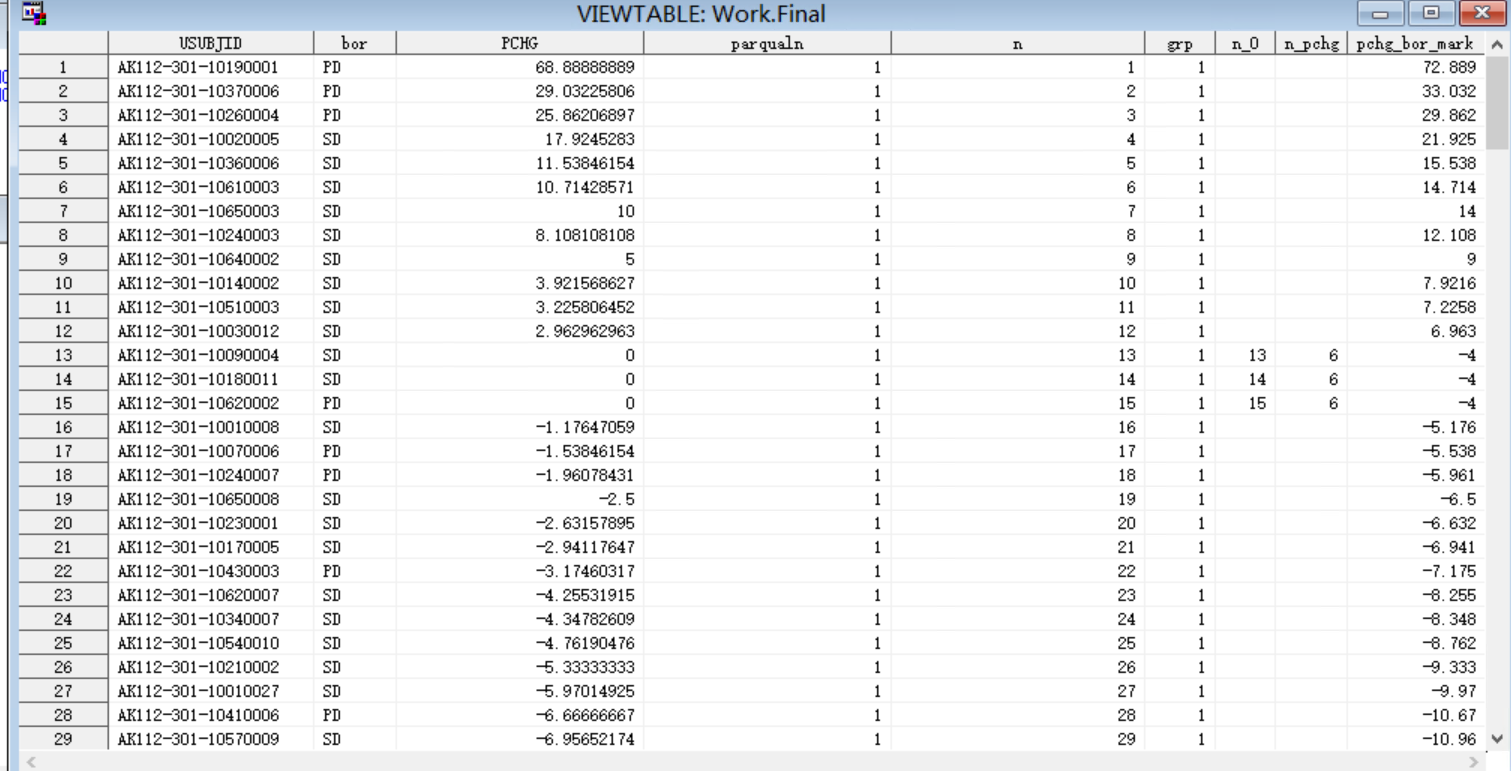 VIEWTABLE: Work.Final
USUBJID bor PCHG parqualn n grp n_0 n_pchg pchg_bor_mark
1 AK112-301-10190001 PD 68.88888889 1 1 1 72.889
2 AK112-301-10370006 PD 29.03225806 1 2 1 33.032
3 AK112-301-10260004 PD 25.86206897 1 3 1 29.862
4 AK112-301-10020005 SD 17.9245283 1 4 1 21.925
5 AK112-301-10360006 SD 11.53846154 1 5 1 15.538
6 AK112-301-10610003 SD 10.71428571 1 6 1 14.714
7 AK112-301-10650003 SD 10 1 7 1 14
8 AK112-301-10240003 SD 8.108108108 1 8 1 12.108
9 AK112-301-10640002 SD 5 1 9 1 9
10 AK112-301-10140002 SD 3.921568627 1 10 1 7.9216
11 AK112-301-10510003 SD 3.225806452 1 11 1 7.2258
12 AK112-301-10030012 SD 2.962962963 1 12 1 6.963
13 AK112-301-10090004 SD 0 1 13 1 13 6 -4
14 AK112-301-10180011 SD 0 1 14 1 14 6 -4
15 AK112-301-10620002 PD 0 1 15 1 15 6 -4
16 AK112-301-10010008 SD -1.17647059 1 16 1 -5.176
17 AK112-301-10070006 PD -1.53846154 1 17 1 -5.538
18 AK112-301-10240007 PD -1.96078431 1 18 1 -5.961
19 AK112-301-10650008 SD -2.5 1 19 1 -6.5
20 AK112-301-10230001 SD -2.63157895 1 20 1 -6.632
21 AK112-301-10170005 SD -2.94117647 1 21 1 -6.941
22 AK112-301-10430003 PD -3.17460317 1 22 1 -7.175
23 AK112-301-10620007 SD -4.25531915 1 23 1 -8.255
24 AK112-301-10340007 SD -4.34782609 1 24 1 -8.348
25 AK112-301-10540010 SD -4.76190476 1 25 1 -8.762
26 AK112-301-10210002 SD -5.33333333 1 26 1 -9.333
27 AK112-301-10010027 SD -5.97014925 1 27 1 -9.97
28 AK112-301-10410006 PD -6.66666667 1 28 1 -10.67
29 AK112-301-10570009 SD -6.95652174 1 29 1 -10.96